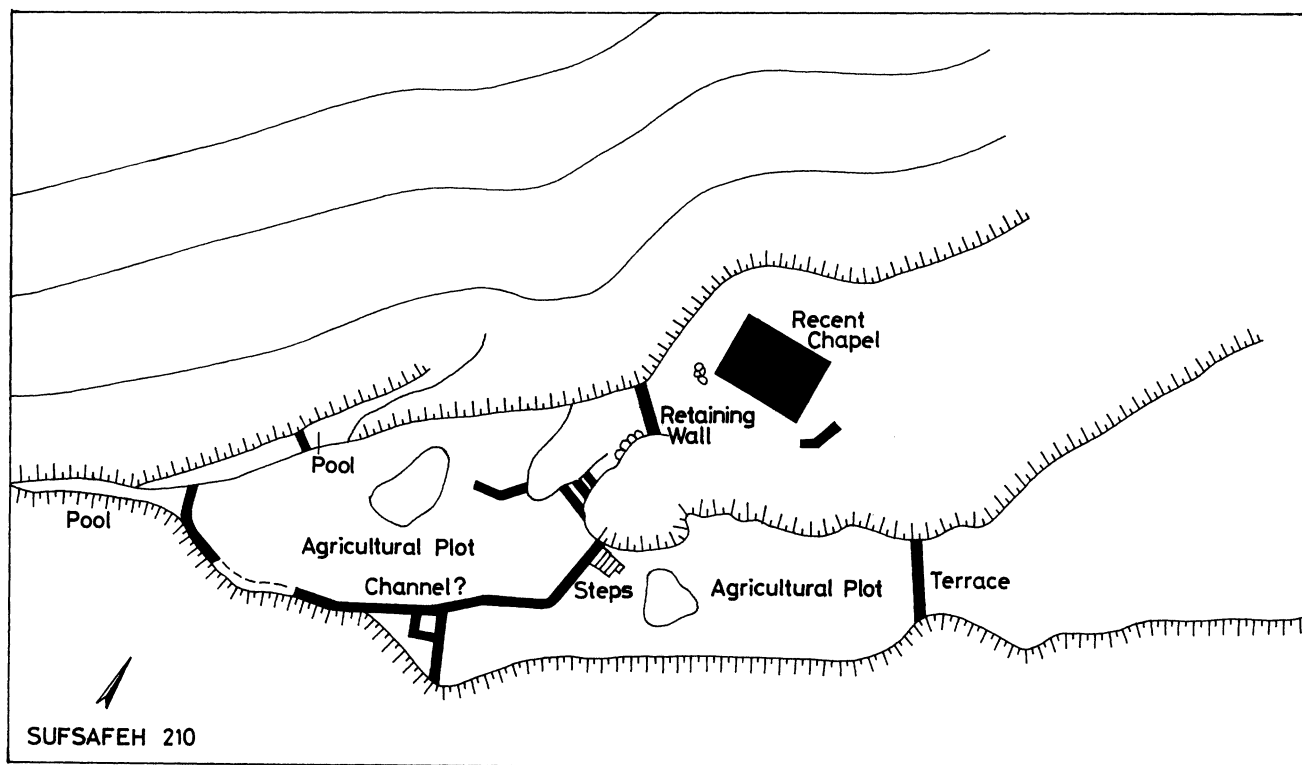 Recent
Chapel
Retaining
Wall
Pool
Pool
Agricultural Plot
Channel?
Steps
Agricultural Plot
Terrace
SUFSAFEH 210